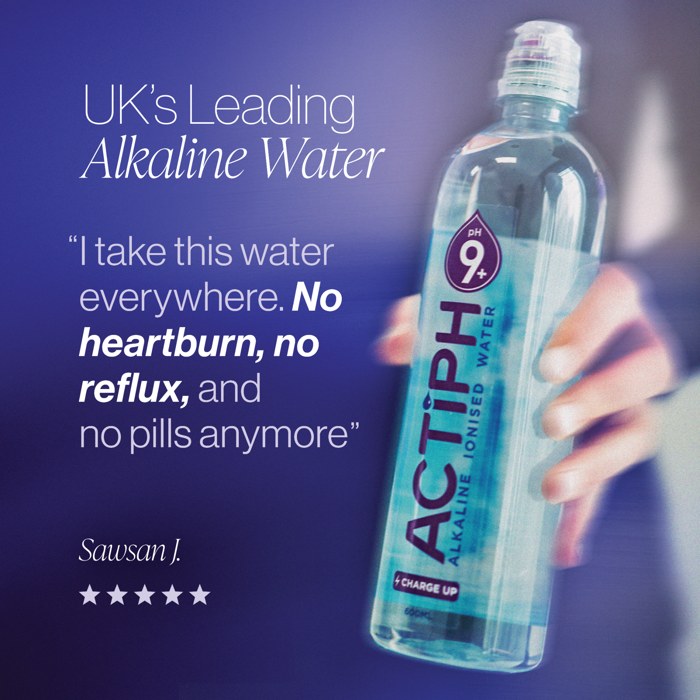 UK's Leading
Alkaline Water
“I take this water
everywhere. No
heartburn, no
reflux, and
no pills anymore”
Sawsan J.
pH
9+
ACTiPH
ALKALINE IONISED WATER
CHARGE UP
600ML